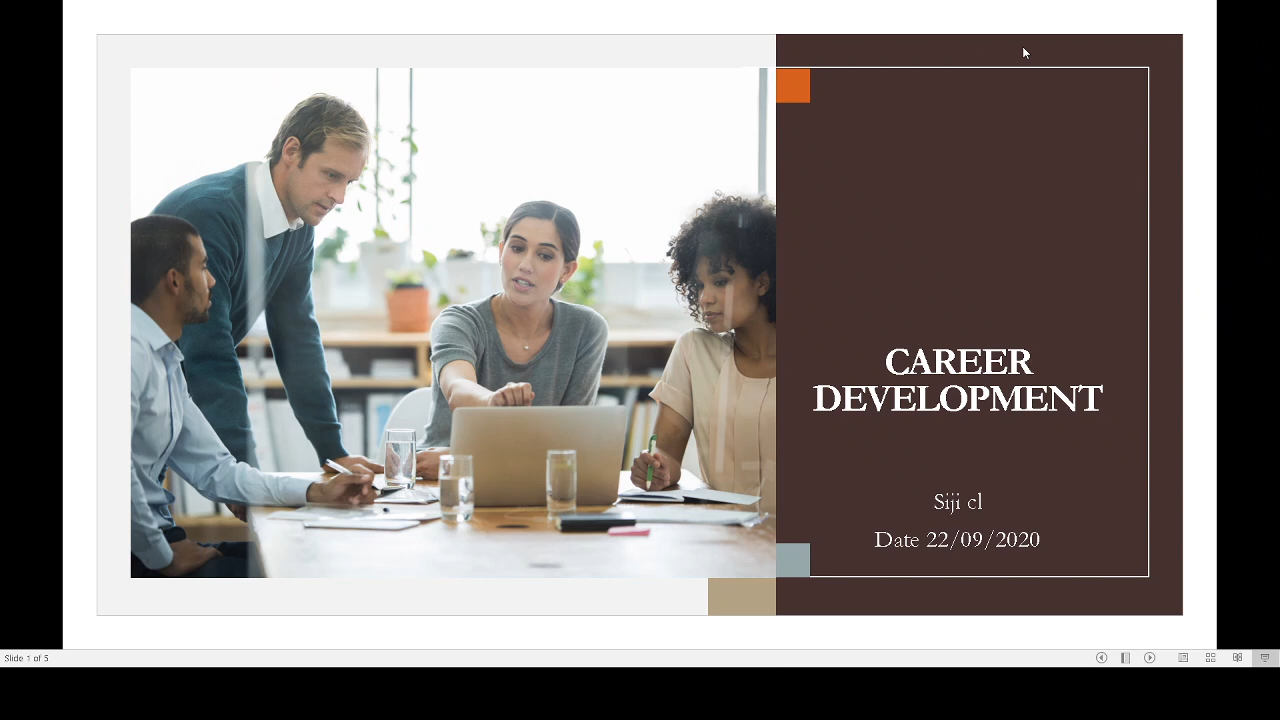 CAREER
DEVELOPMENT
Siji cl
Date 22/09/2020
Slide 1 of 5